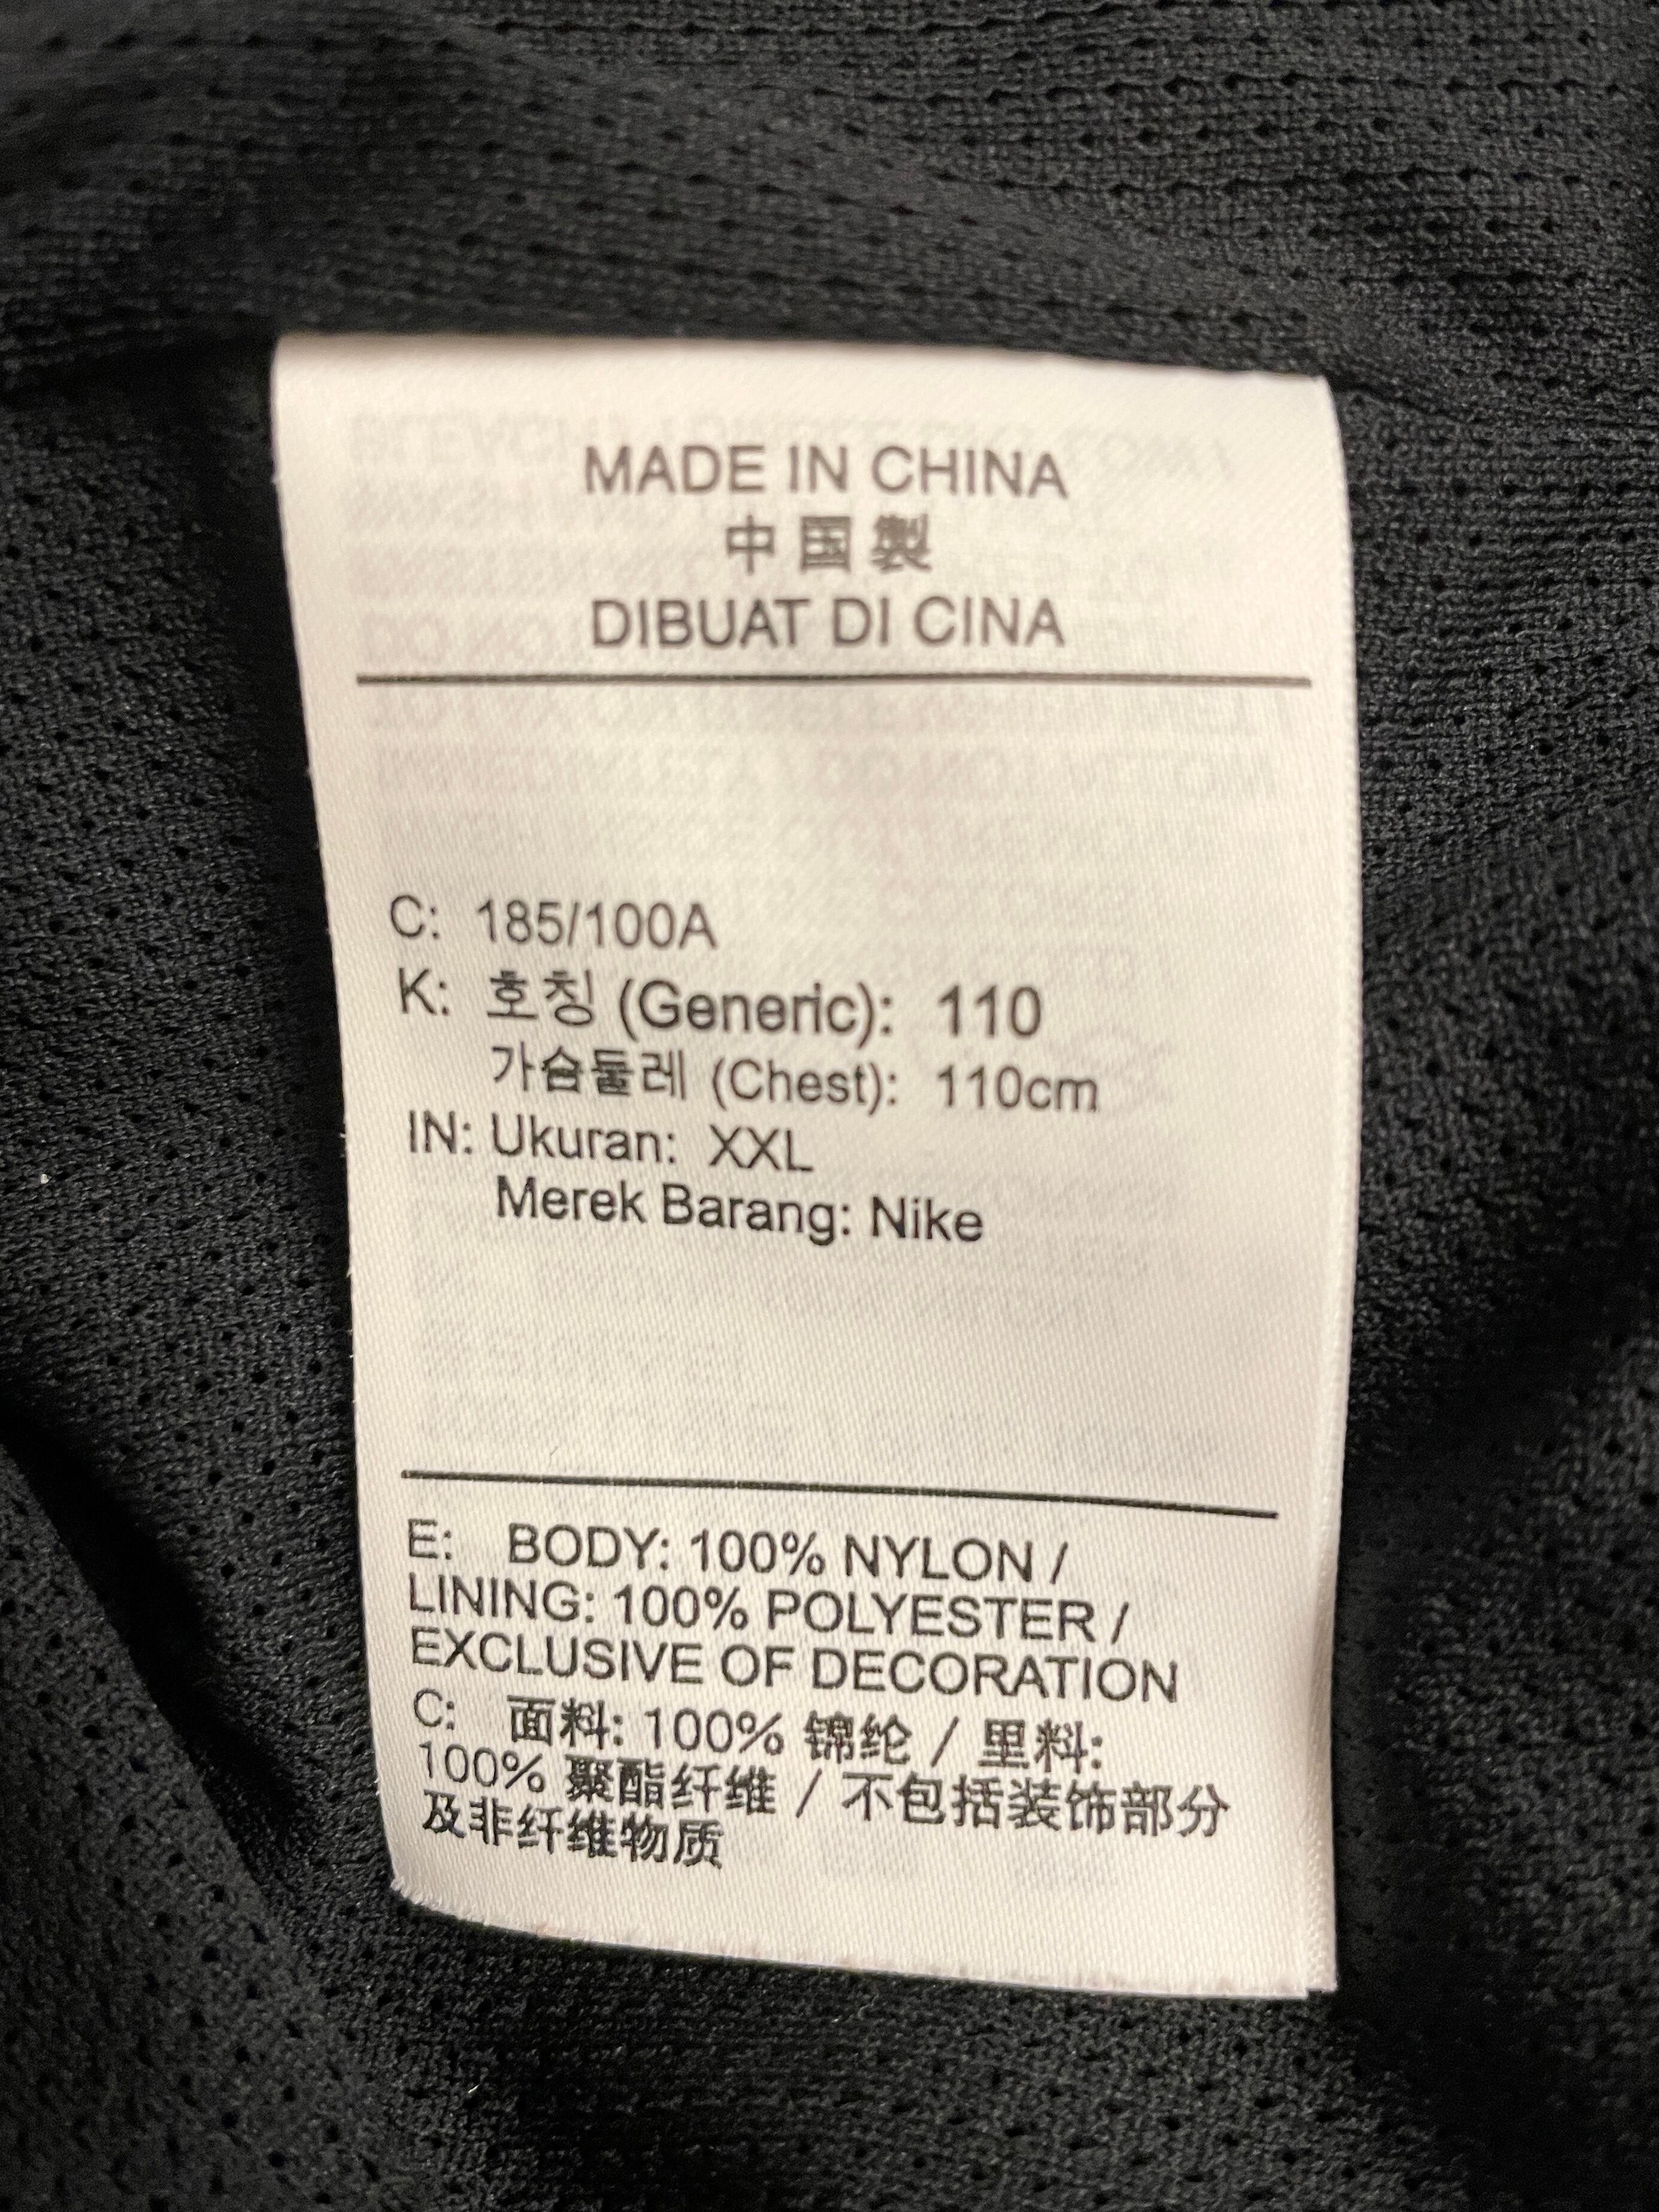 MADE IN CHINA
中国製
DIBUAT DI CINA
C: 185/100A
K: 호칭 (Generic): 110
가슴둘레 (Chest): 110cm
IN: Ukuran: XXL
Merek Barang: Nike
E: BODY: 100% NYLON /
LINING: 100% POLYESTER /
EXCLUSIVE OF DECORATION
C: 面料: 100% 锦纶 / 里料:
100% 聚酯纤维 / 不包括装饰部分
及非纤维物质